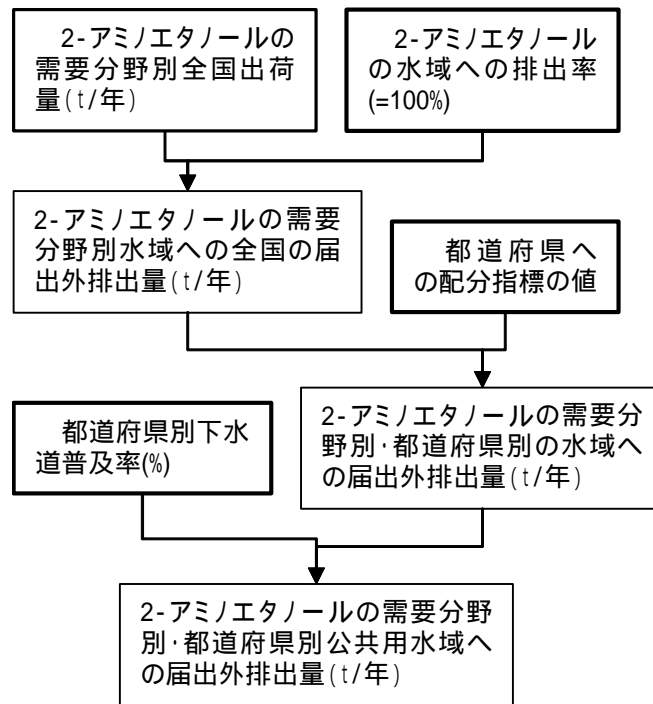 2-アミノエタノールの
需要分野別全国出荷
量(t/年)
2-アミノエタノール
の水域への排出率
(=100%)
2-アミノエタノールの需要
分野別水域への全国の届
出外排出量(t/年)
都道府県へ
の配分指標の値
都道府県別下水
道普及率(%)
2-アミノエタノールの需要分
野別·都道府県別の水域へ
の届出外排出量(t/年)
2-アミノエタノールの需要分野
別·都道府県別公共用水域へ
の届出外排出量(t/年)